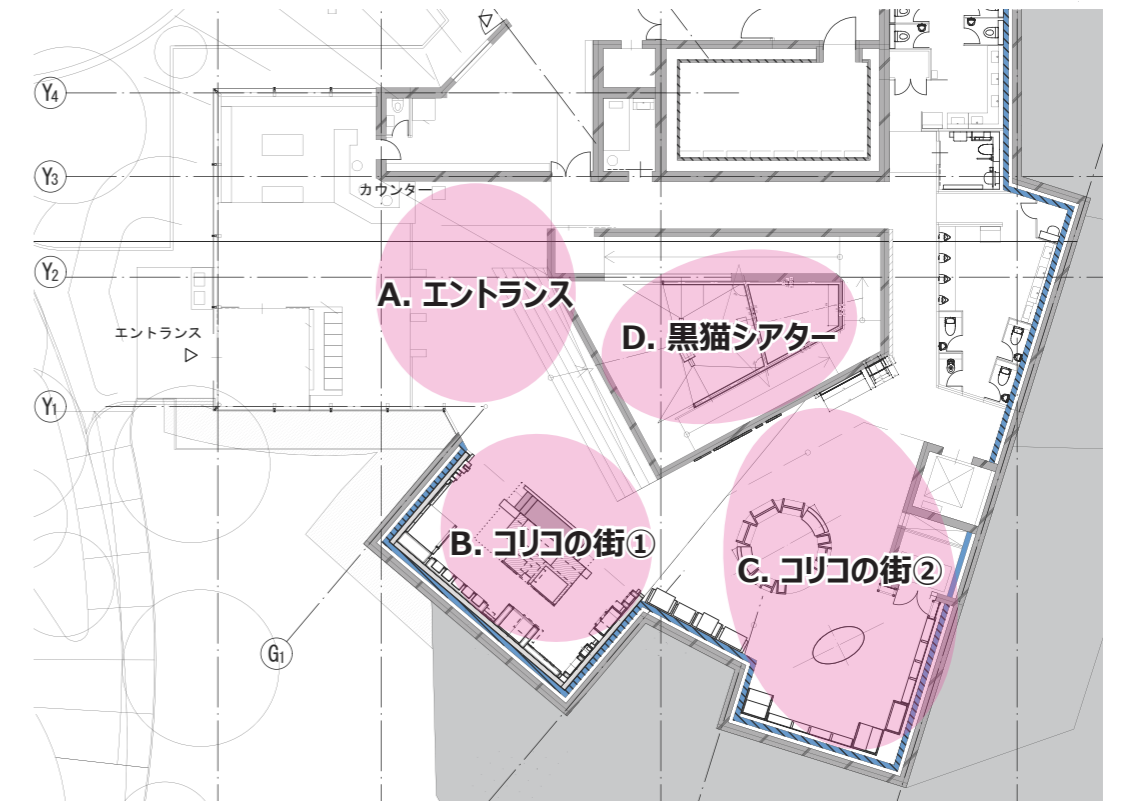 Y4
Y3
カウンター
Y2
A. エントランス
エントランス
D. 黒猫シアター
Y1
B. コリコの街①
C. コリコの街②
G1